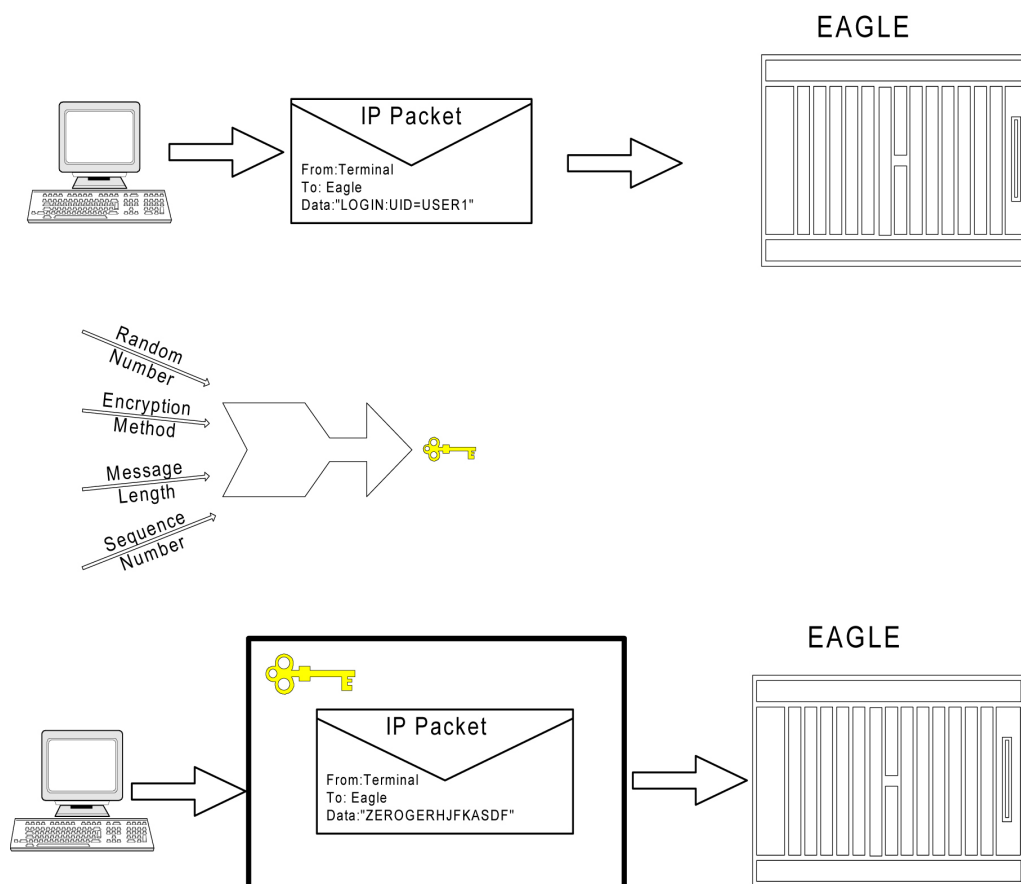 EAGLE
IP Packet
From:Terminal
To: Eagle
Data:"LOGIN:UID=USER1"
Random
Number
Encryption
Method
Message
Length
Sequence
Number
EAGLE
IP Packet
From:Terminal
To: Eagle
Data:"ZEROGERHJFKASDF"